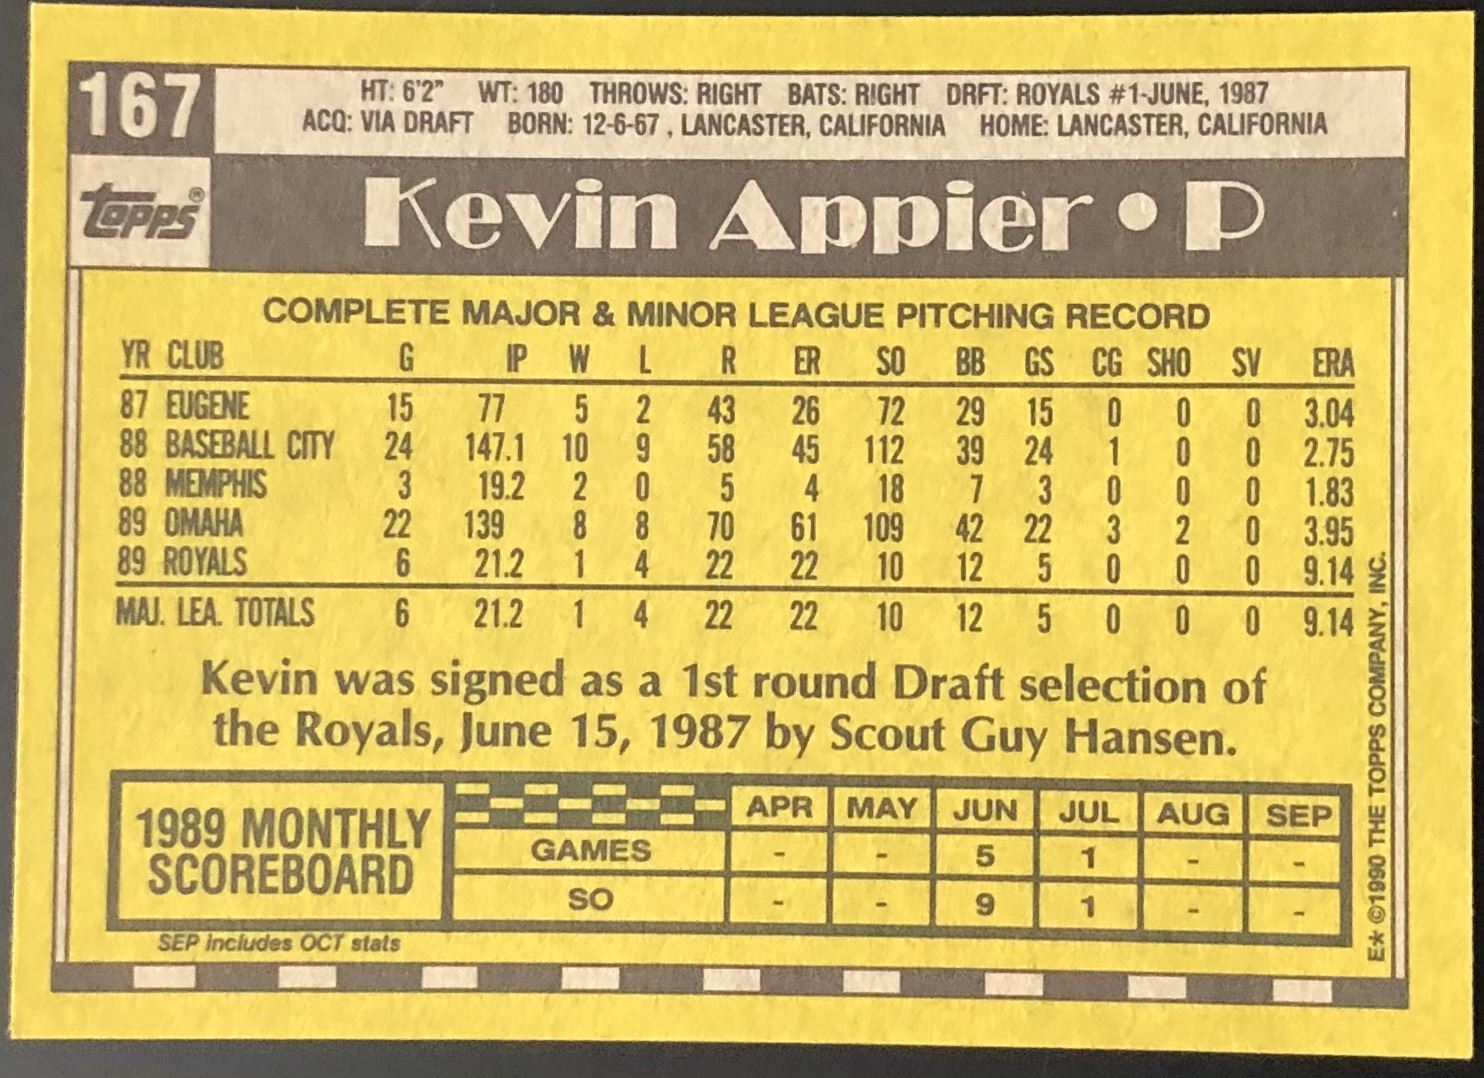 167
HT: 6'2" WT: 180 THROWS: RIGHT BATS: RIGHT DRFT: ROYALS #1-JUNE, 1987
ACQ: VIA DRAFT BORN: 12-6-67, LANCASTER, CALIFORNIA HOME: LANCASTER, CALIFORNIA
topps®
Kevin Appier • P
COMPLETE MAJOR & MINOR LEAGUE PITCHING RECORD
YR CLUB G IP W L R ER SO BB GS CG SHO SV ERA
87 EUGENE 15 77 5 2 43 26 72 29 15 0 0 0 3.04
88 BASEBALL CITY 24 147.1 10 9 58 45 112 39 24 1 0 0 2.75
88 MEMPHIS 3 19.2 2 0 5 4 18 7 3 0 0 0 1.83
89 OMAHA 22 139 8 8 70 61 109 42 22 3 2 0 3.95
89 ROYALS 6 21.2 1 4 22 22 10 12 5 0 0 0 9.14
MAJ. LEA. TOTALS 6 21.2 1 4 22 22 10 12 5 0 0 0 9.14
Kevin was signed as a 1st round Draft selection of
the Royals, June 15, 1987 by Scout Guy Hansen.
1989 MONTHLY
SCOREBOARD
APR MAY JUN JUL AUG SEP
GAMES - - 5 1 - -
SO - - 9 1 - -
SEP includes OCT stats
E* ©1990 THE TOPPS COMPANY, INC.